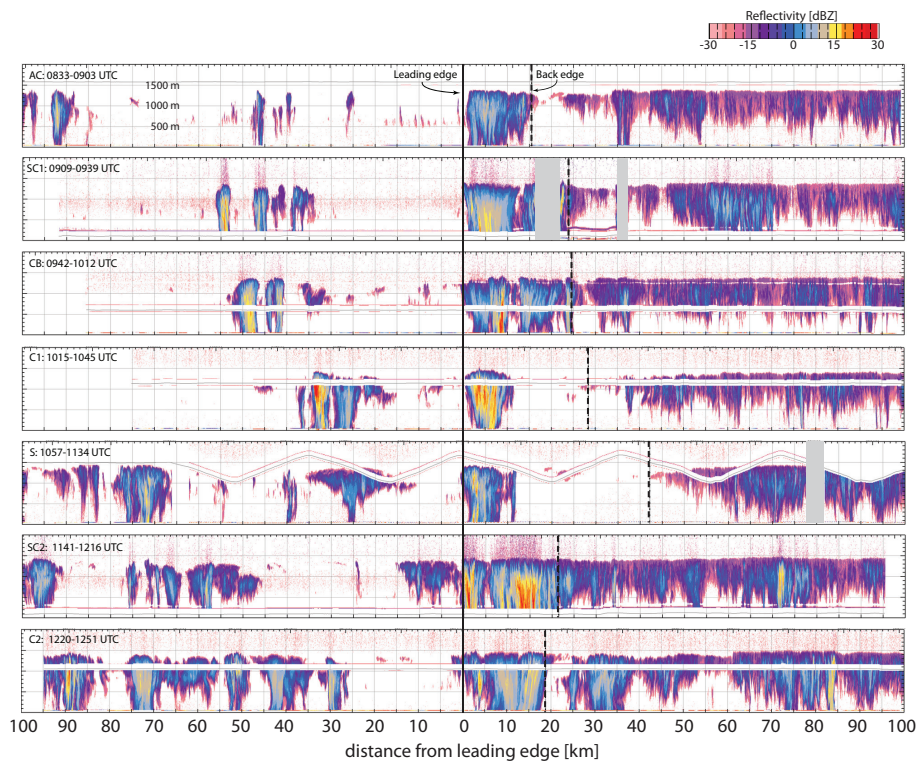 Reflectivity [dBZ]
-30 -15 0 15 30
AC: 0833-0903 UTC
Leading edge
Back edge
1500 m
1000 m
500 m
SC1: 0909-0939 UTC
CB: 0942-1012 UTC
C1: 1015-1045 UTC
S: 1057-1134 UTC
SC2: 1141-1216 UTC
C2: 1220-1251 UTC
100 90 80 70 60 50 40 30 20 10 0 10 20 30 40 50 60 70 80 90 100
distance from leading edge [km]